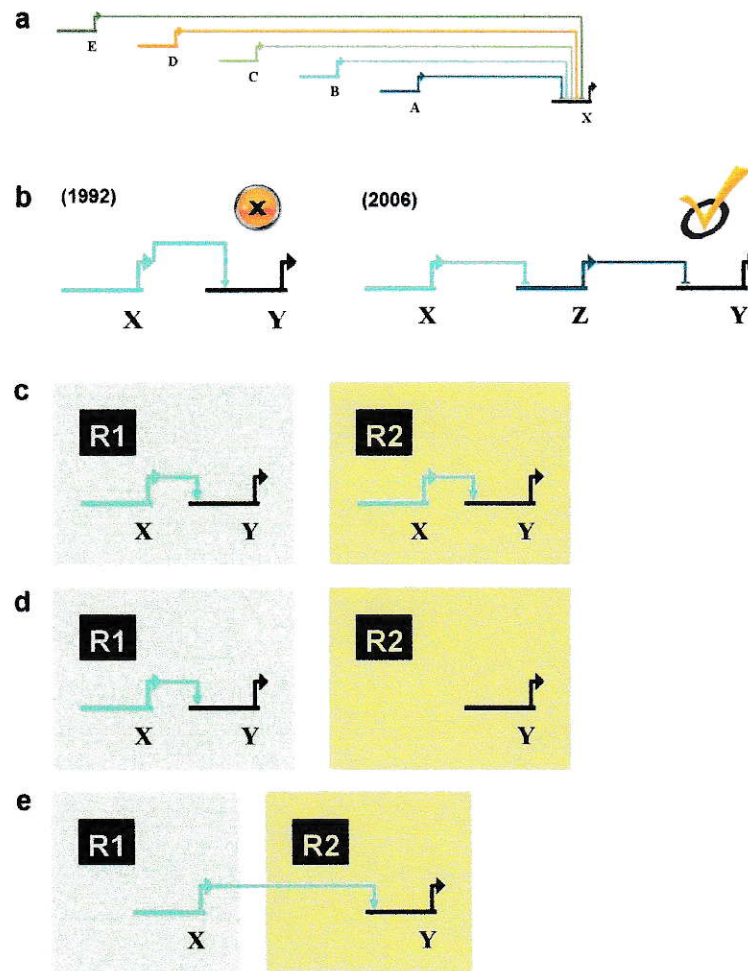 a
E
D
C
B
A
X
b (1992) X (2006)
X Y X Z Y
c
R1 R2
X Y X Y
d
R1 R2
X Y Y
e
R1 R2
X Y